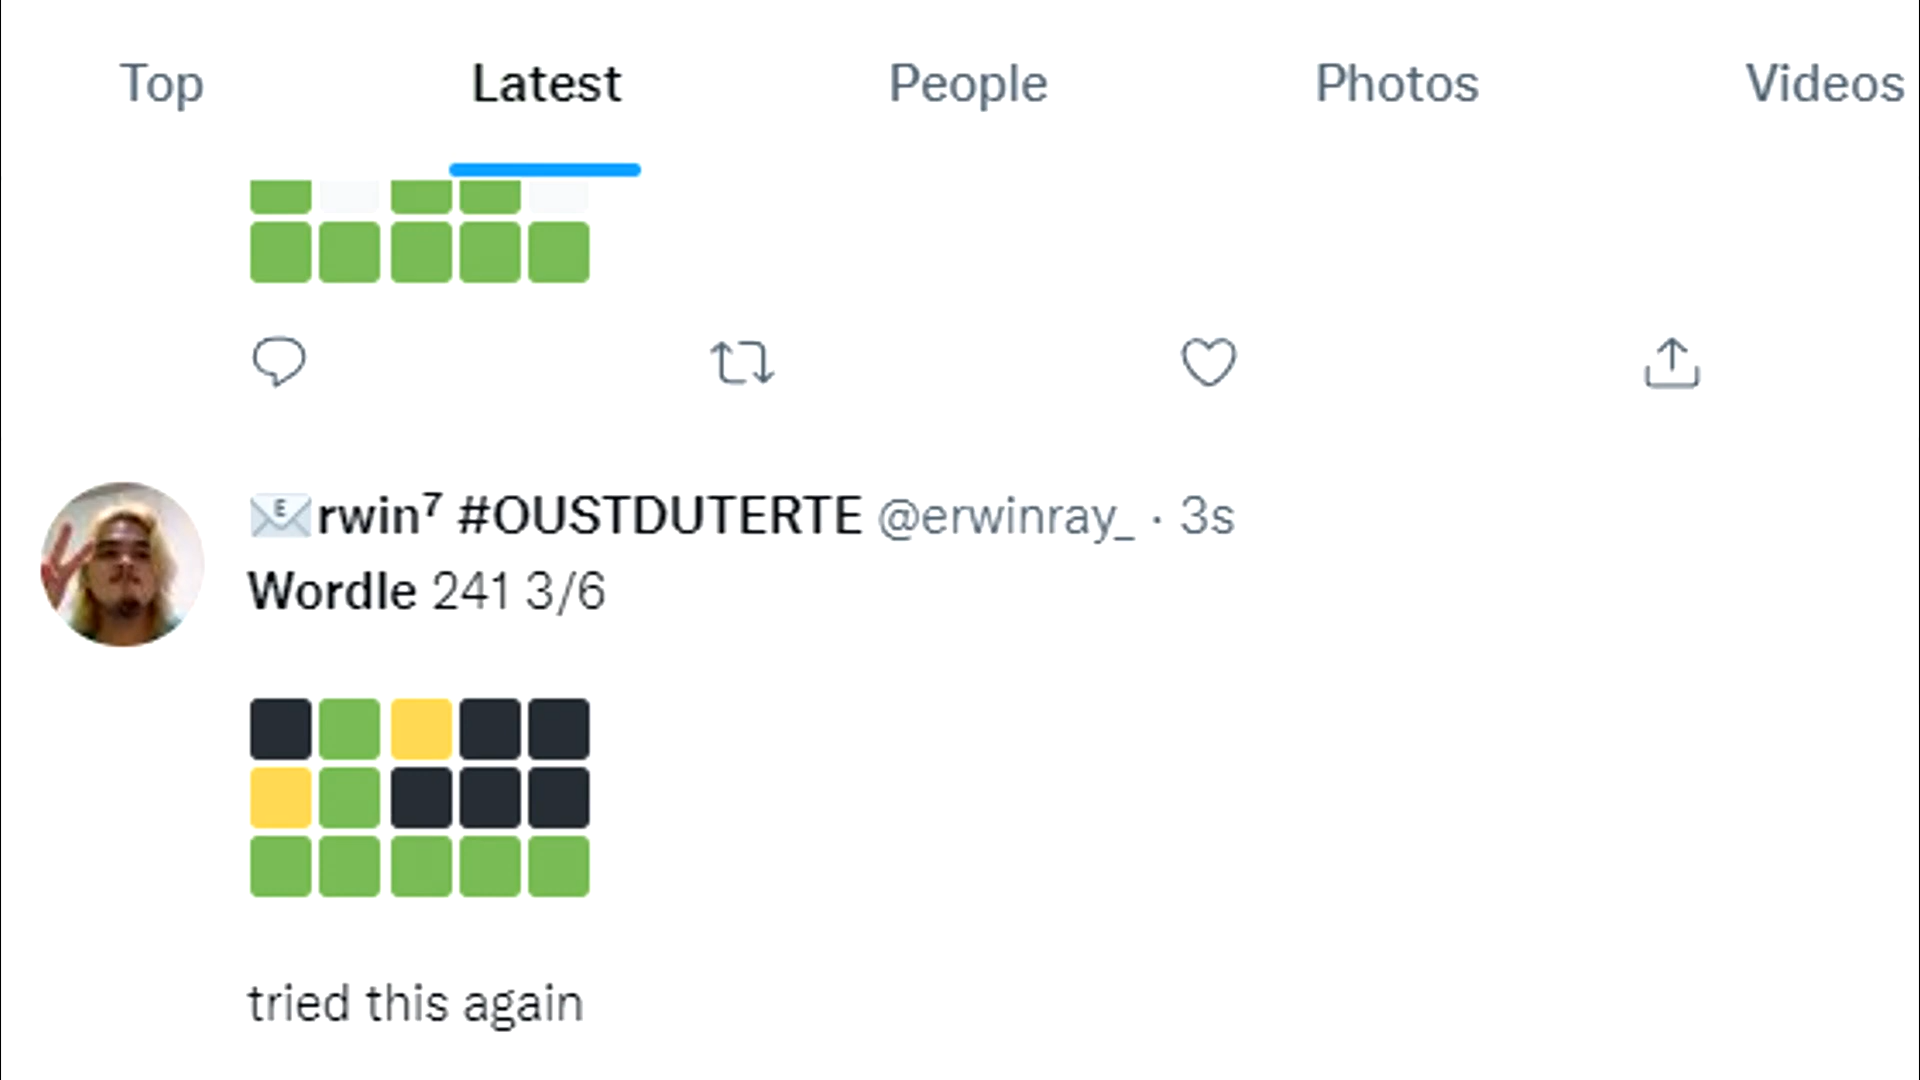 Top Latest People Photos Videos
📧rwin⁷ #OUSTDUTERTE @erwinray_ · 3s
Wordle 241 3/6
tried this again